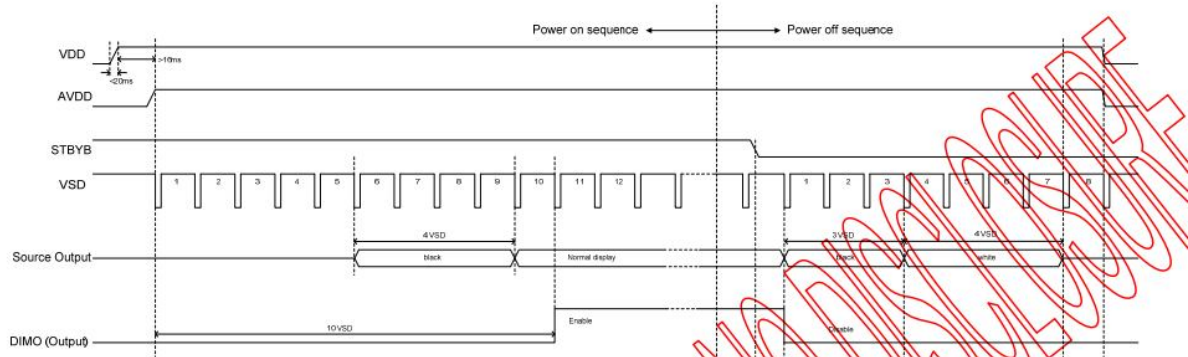 Power on sequence
Power off sequence
VDD
>10ms
<20ms
AVDD
STBYB
VSD
1 2 3 4 5 6 7 8 9 10 11 12
1 2 3 4 5 6 7 8
4VSD
3VSD
4VSD
Source Output
black
Normal display
black
white
Enable
10VSD
Disable
DIMO (Output)
DISCLOSURE